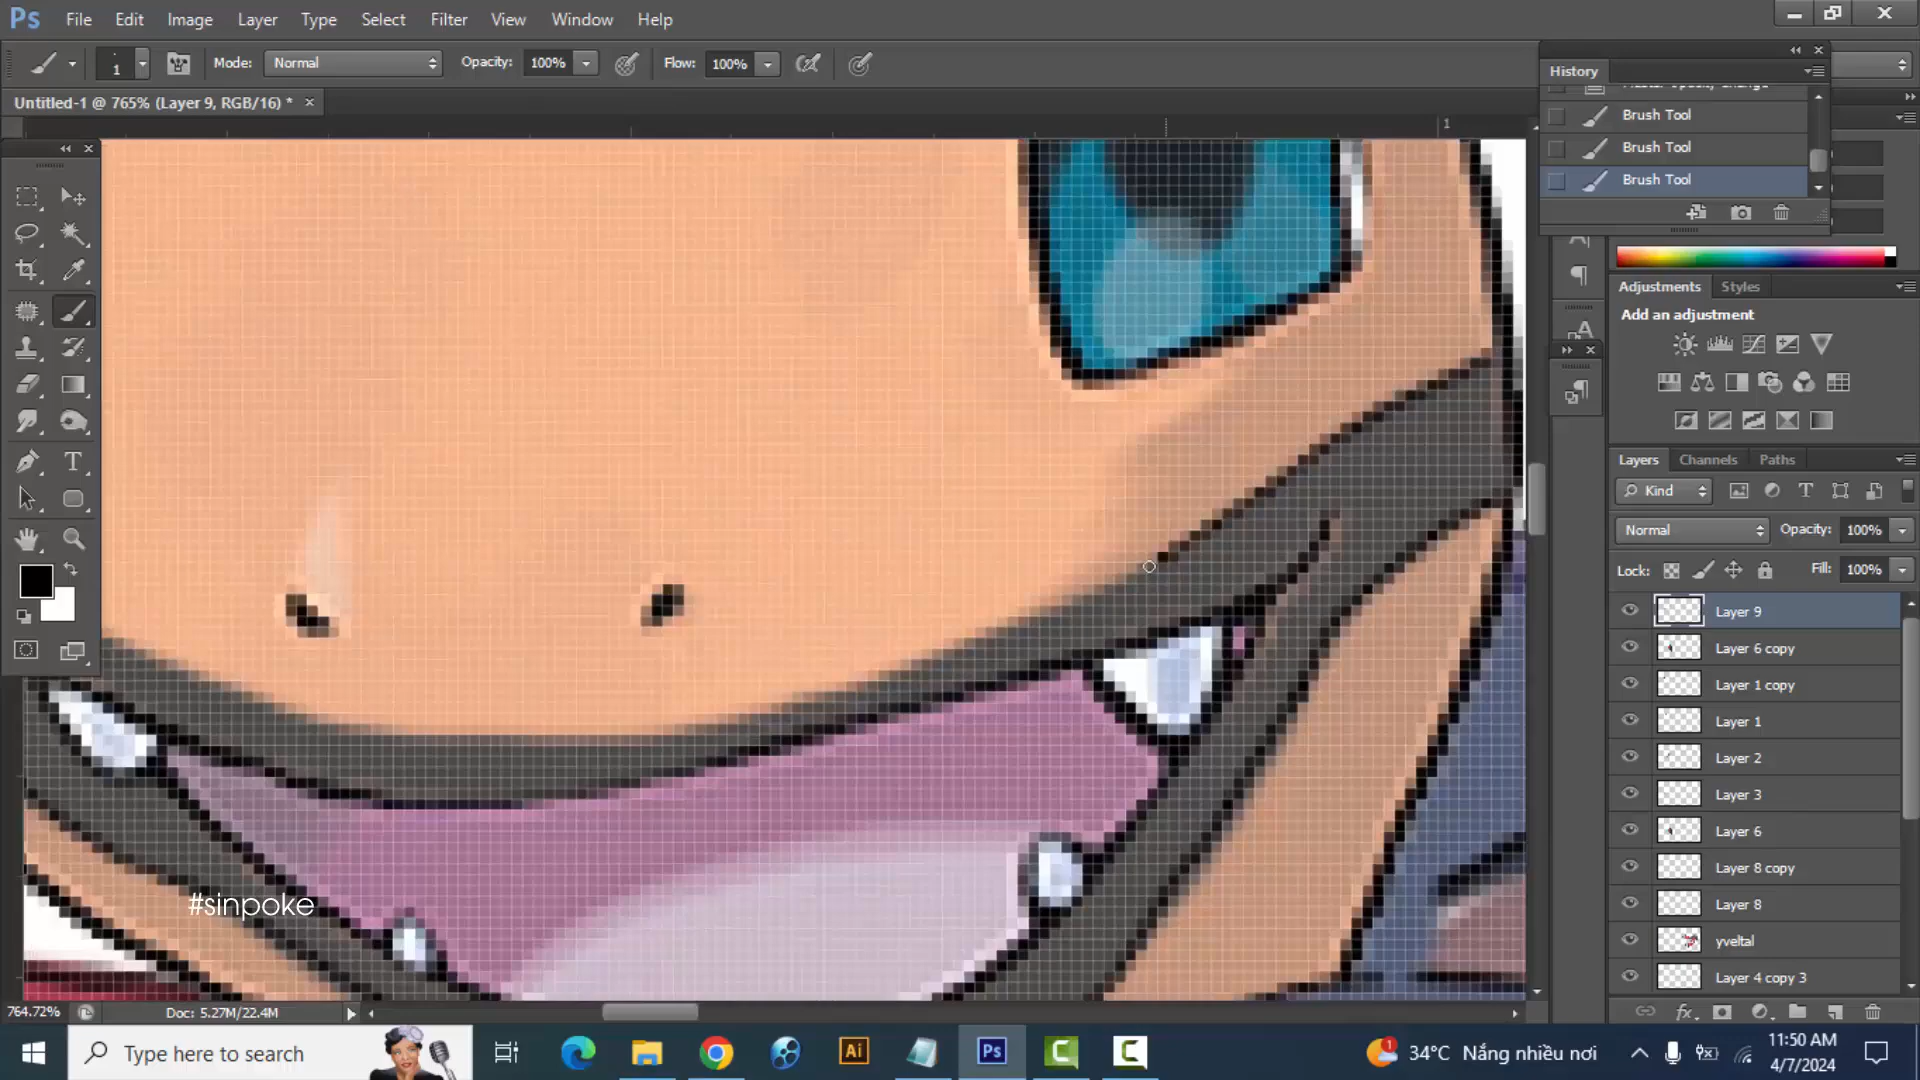 Ps File Edit Image Layer Type Select Filter View Window Help
1 Mode: Normal Opacity: 100% Flow: 100%
Untitled-1 @ 765% (Layer 9, RGB/16) *
1
History
Brush Tool
Brush Tool
Brush Tool
Adjustments Styles
Add an adjustment
Layers Channels Paths
Kind
Normal Opacity: 100%
Lock: Fill: 100%
Layer 9
Layer 6 copy
Layer 1 copy
Layer 1
Layer 2
Layer 3
Layer 6
Layer 8 copy
Layer 8
yveltal
Layer 4 copy 3
#sinpoke
764.72% Doc: 5.27M/22.4M
Type here to search
Ai Ps
1 34°C Nắng nhiều nơi
11:50 AM
4/7/2024